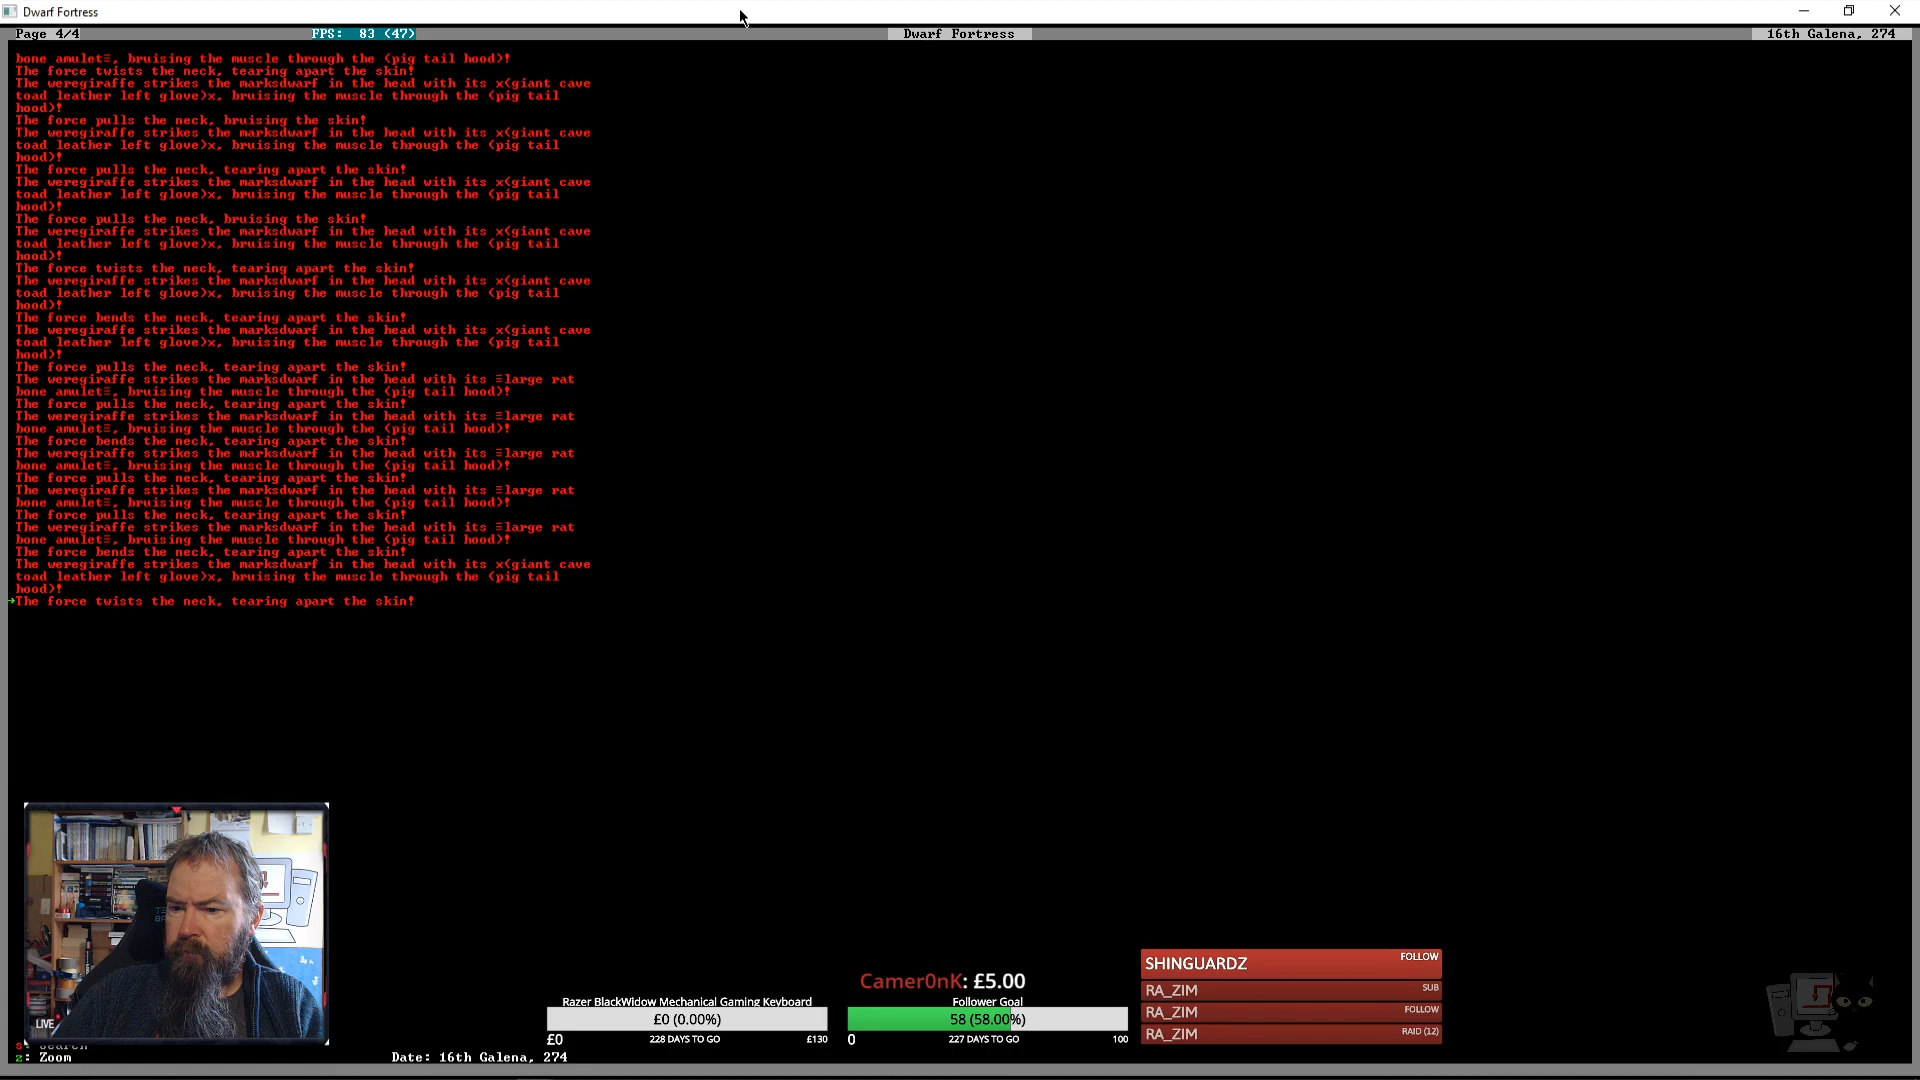 Dwarf Fortress
Page 4/4 FPS: 83 (47) Dwarf Fortress 16th Galena, 274
bone amulet≡, bruising the muscle through the (pig tail hood)!
The force twists the neck, tearing apart the skin!
The weregiraffe strikes the marksdwarf in the head with its x(giant cave
toad leather left glove)x, bruising the muscle through the (pig tail
hood)!
The force pulls the neck, bruising the skin!
The weregiraffe strikes the marksdwarf in the head with its x(giant cave
toad leather left glove)x, bruising the muscle through the (pig tail
hood)!
The force pulls the neck, tearing apart the skin!
The weregiraffe strikes the marksdwarf in the head with its x(giant cave
toad leather left glove)x, bruising the muscle through the (pig tail
hood)!
The force pulls the neck, bruising the skin!
The weregiraffe strikes the marksdwarf in the head with its x(giant cave
toad leather left glove)x, bruising the muscle through the (pig tail
hood)!
The force twists the neck, tearing apart the skin!
The weregiraffe strikes the marksdwarf in the head with its x(giant cave
toad leather left glove)x, bruising the muscle through the (pig tail
hood)!
The force bends the neck, tearing apart the skin!
The weregiraffe strikes the marksdwarf in the head with its x(giant cave
toad leather left glove)x, bruising the muscle through the (pig tail
hood)!
The force pulls the neck, tearing apart the skin!
The weregiraffe strikes the marksdwarf in the head with its ≡large rat
bone amulet≡, bruising the muscle through the (pig tail hood)!
The force pulls the neck, tearing apart the skin!
The weregiraffe strikes the marksdwarf in the head with its ≡large rat
bone amulet≡, bruising the muscle through the (pig tail hood)!
The force bends the neck, tearing apart the skin!
The weregiraffe strikes the marksdwarf in the head with its ≡large rat
bone amulet≡, bruising the muscle through the (pig tail hood)!
The force pulls the neck, tearing apart the skin!
The weregiraffe strikes the marksdwarf in the head with its ≡large rat
bone amulet≡, bruising the muscle through the (pig tail hood)!
The force pulls the neck, tearing apart the skin!
The weregiraffe strikes the marksdwarf in the head with its ≡large rat
bone amulet≡, bruising the muscle through the (pig tail hood)!
The force bends the neck, tearing apart the skin!
The weregiraffe strikes the marksdwarf in the head with its x(giant cave
toad leather left glove)x, bruising the muscle through the (pig tail
hood)!
→The force twists the neck, tearing apart the skin!
LIVE
s: Search
z: Zoom
Date: 16th Galena, 274
Camer0nK: £5.00
Razer BlackWidow Mechanical Gaming Keyboard
£0 (0.00%)
£0 228 DAYS TO GO £130
Follower Goal
58 (58.00%)
0 227 DAYS TO GO 100
SHINGUARDZ FOLLOW
RA_ZIM SUB
RA_ZIM FOLLOW
RA_ZIM RAID (12)